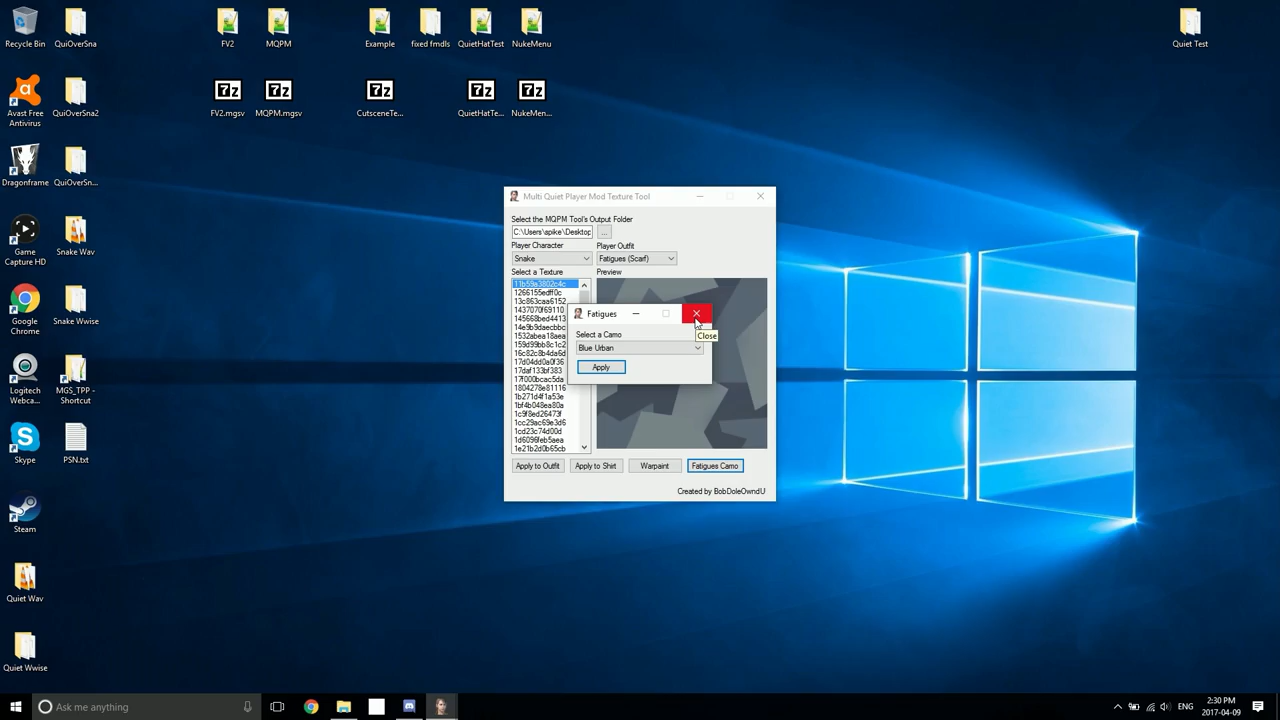 Recycle Bin
QuiOverSna
FV2
MQPM
Example
fixed fmdls
QuietHatTest
NukeMenu
Quiet Test
Avast Free
Antivirus
QuiOverSna2
FV2.mgsv
MQPM.mgsv
CutsceneTe...
QuietHatTe...
NukeMen...
Dragonframe
QuiOverSn...
Game
Capture HD
Snake Wav
Google
Chrome
Snake Wwise
Logitech
Webca...
MGS_TPP -
Shortcut
Skype
PSN.txt
Steam
Quiet Wav
Quiet Wwise
Multi Quiet Player Mod Texture Tool
Select the MQPM Tool's Output Folder
C:\Users\spike\Desktop
...
Player Character
Player Outfit
Snake
Fatigues (Scarf)
Select a Texture
Preview
11b59a3802c4c
1266155edff0c
13c863caa6152
1437070f69110
145668bed4413
14e9b9daecbbc
1532abea18aea
159d99bb8c1c2
16c82c8b4da6d
17d04dd0a0f36
17daf133bf383
17f000bcac5da
1804278e81116
1b271d4f1a53e
1bf4b048ea80a
1c9f8ed26473f
1cc29ac69e3d6
1cd23c74d00d
1d6096feb5aea
1e21b2d0b65cb
Fatigues
Close
Select a Camo
Blue Urban
Apply
Apply to Outfit
Apply to Shirt
Warpaint
Fatigues Camo
Created by BobDoleOwndU
Ask me anything
ENG
2:30 PM
2017-04-09